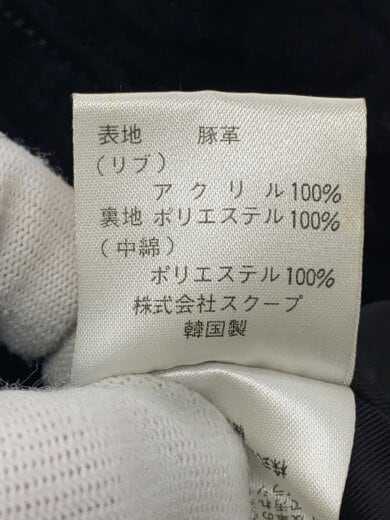 表地 豚革
(リブ)
アクリル100%
裏地 ポリエステル100%
(中綿)
ポリエステル100%
株式会社スクープ
韓国製